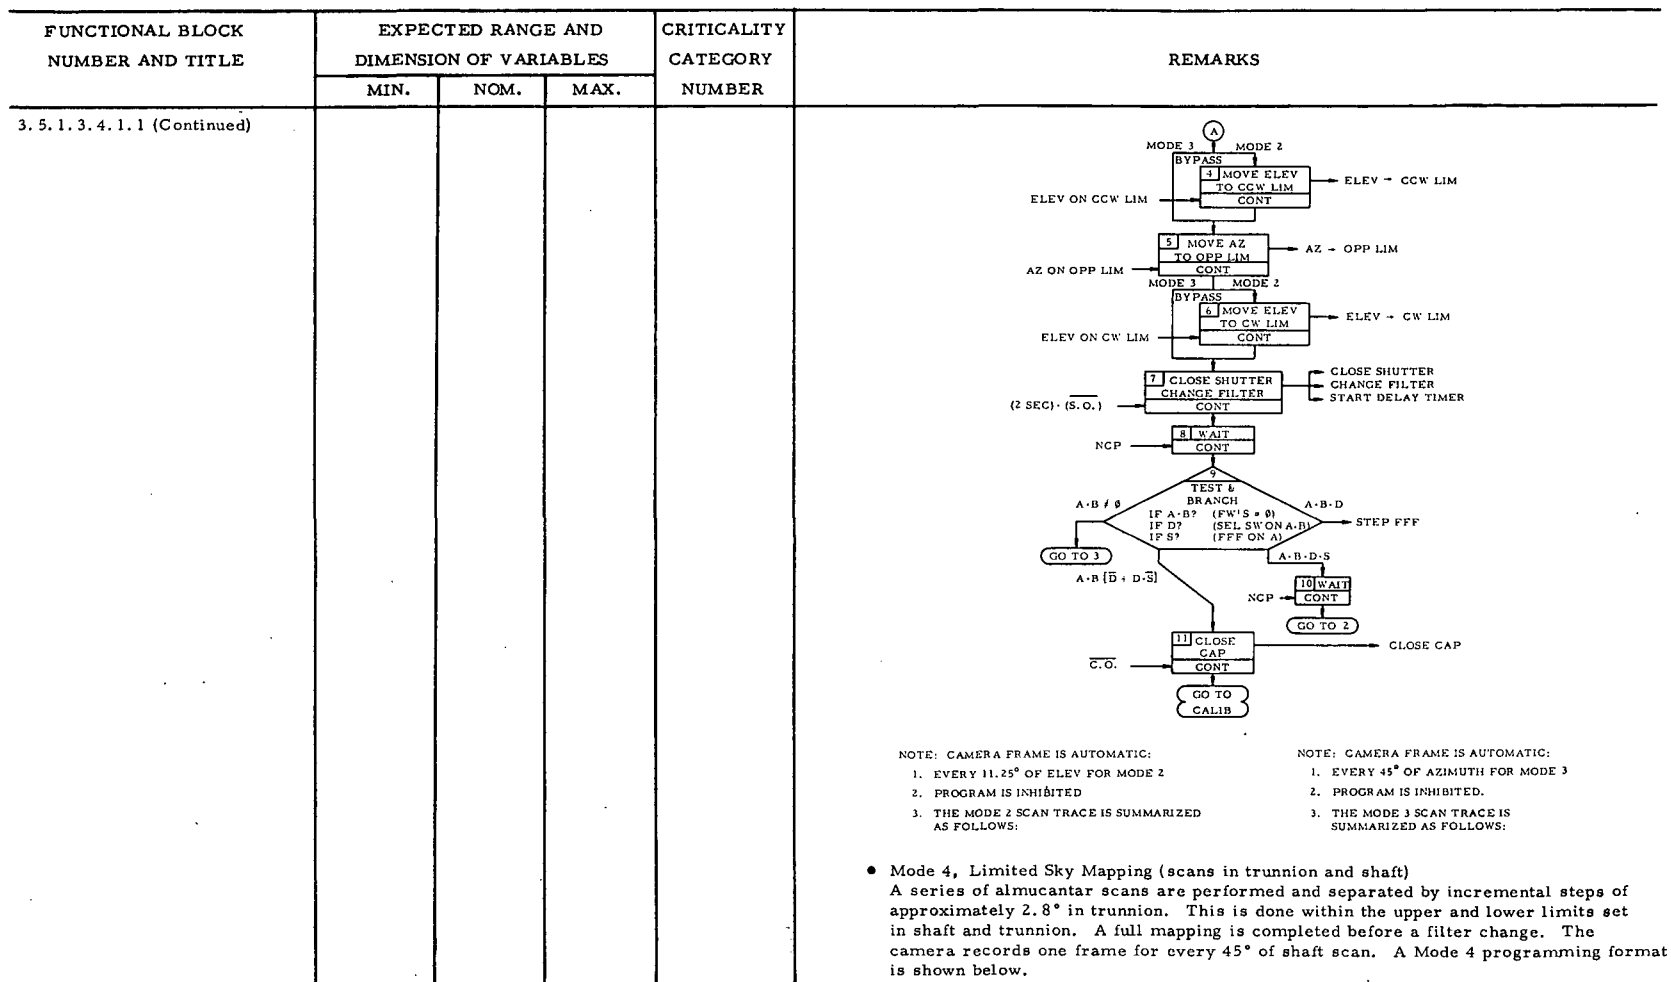 FUNCTIONAL BLOCK
NUMBER AND TITLE
EXPECTED RANGE AND
DIMENSION OF VARIABLES
MIN.
NOM.
MAX.
CRITICALITY
CATEGORY
NUMBER
REMARKS
3.5.1.3.4.1.1 (Continued)
A
MODE 3
MODE 2
BYPASS
4 MOVE ELEV
TO CCW LIM
CONT
ELEV → CCW LIM
ELEV ON CCW LIM
5 MOVE AZ
TO OPP LIM
CONT
AZ → OPP LIM
AZ ON OPP LIM
MODE 3
MODE 2
BYPASS
6 MOVE ELEV
TO CW LIM
CONT
ELEV → CW LIM
ELEV ON CW LIM
7 CLOSE SHUTTER
CHANGE FILTER
CONT
CLOSE SHUTTER
CHANGE FILTER
START DELAY TIMER
(2 SEC)·(S̅.O̅.)
8 WAIT
CONT
NCP
9
TEST &
BRANCH
IF A·B? (FW'S = Ø)
IF D? (SEL SW ON A·B)
IF S? (FFF ON A)
A·B ≠ Ø
A·B·D
STEP FFF
GO TO 3
A·B·D·S
A·B [D̅ + D·S̅]
10 WAIT
CONT
NCP
GO TO 2
11 CLOSE
CAP
CONT
CLOSE CAP
C̅.O̅.
GO TO
CALIB
NOTE: CAMERA FRAME IS AUTOMATIC:
1. EVERY 11.25° OF ELEV FOR MODE 2
2. PROGRAM IS INHIBITED
3. THE MODE 2 SCAN TRACE IS SUMMARIZED
AS FOLLOWS:
NOTE: CAMERA FRAME IS AUTOMATIC:
1. EVERY 45° OF AZIMUTH FOR MODE 3
2. PROGRAM IS INHIBITED.
3. THE MODE 3 SCAN TRACE IS
SUMMARIZED AS FOLLOWS:
● Mode 4, Limited Sky Mapping (scans in trunnion and shaft)
A series of almucantar scans are performed and separated by incremental steps of
approximately 2.8° in trunnion. This is done within the upper and lower limits set
in shaft and trunnion. A full mapping is completed before a filter change. The
camera records one frame for every 45° of shaft scan. A Mode 4 programming format
is shown below.